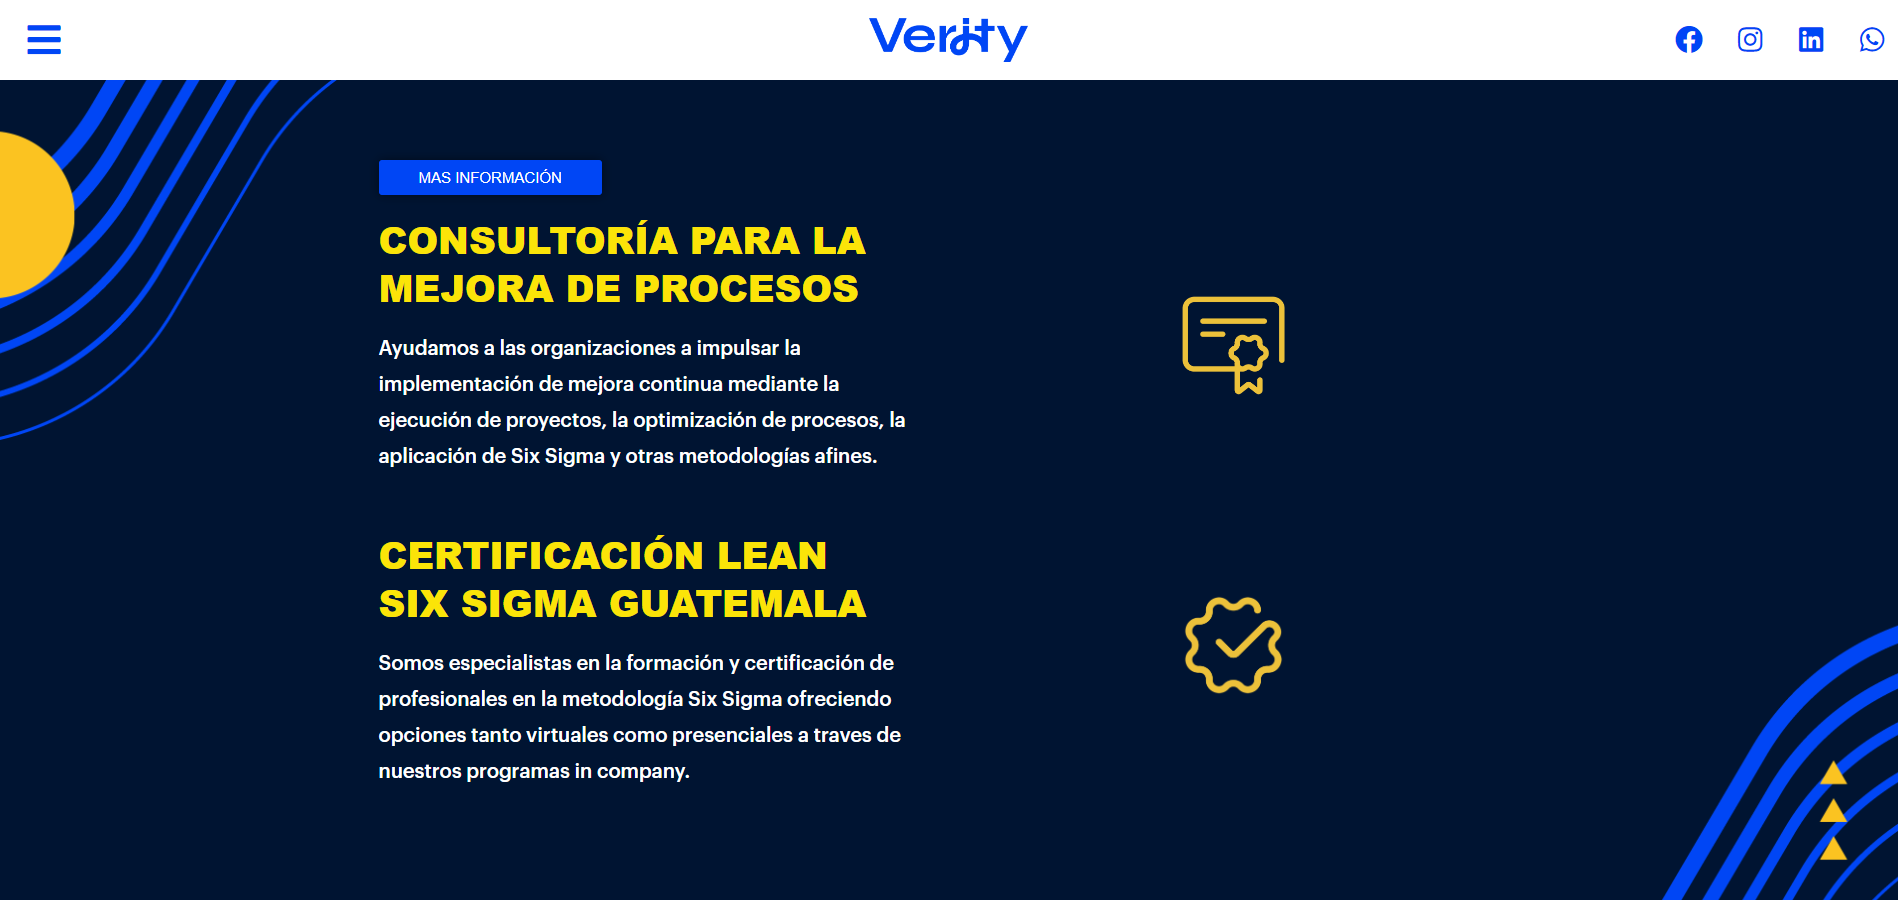 Verity
MAS INFORMACIÓN
CONSULTORÍA PARA LA
MEJORA DE PROCESOS
Ayudamos a las organizaciones a impulsar la
implementación de mejora continua mediante la
ejecución de proyectos, la optimización de procesos, la
aplicación de Six Sigma y otras metodologías afines.
CERTIFICACIÓN LEAN
SIX SIGMA GUATEMALA
Somos especialistas en la formación y certificación de
profesionales en la metodología Six Sigma ofreciendo
opciones tanto virtuales como presenciales a traves de
nuestros programas in company.